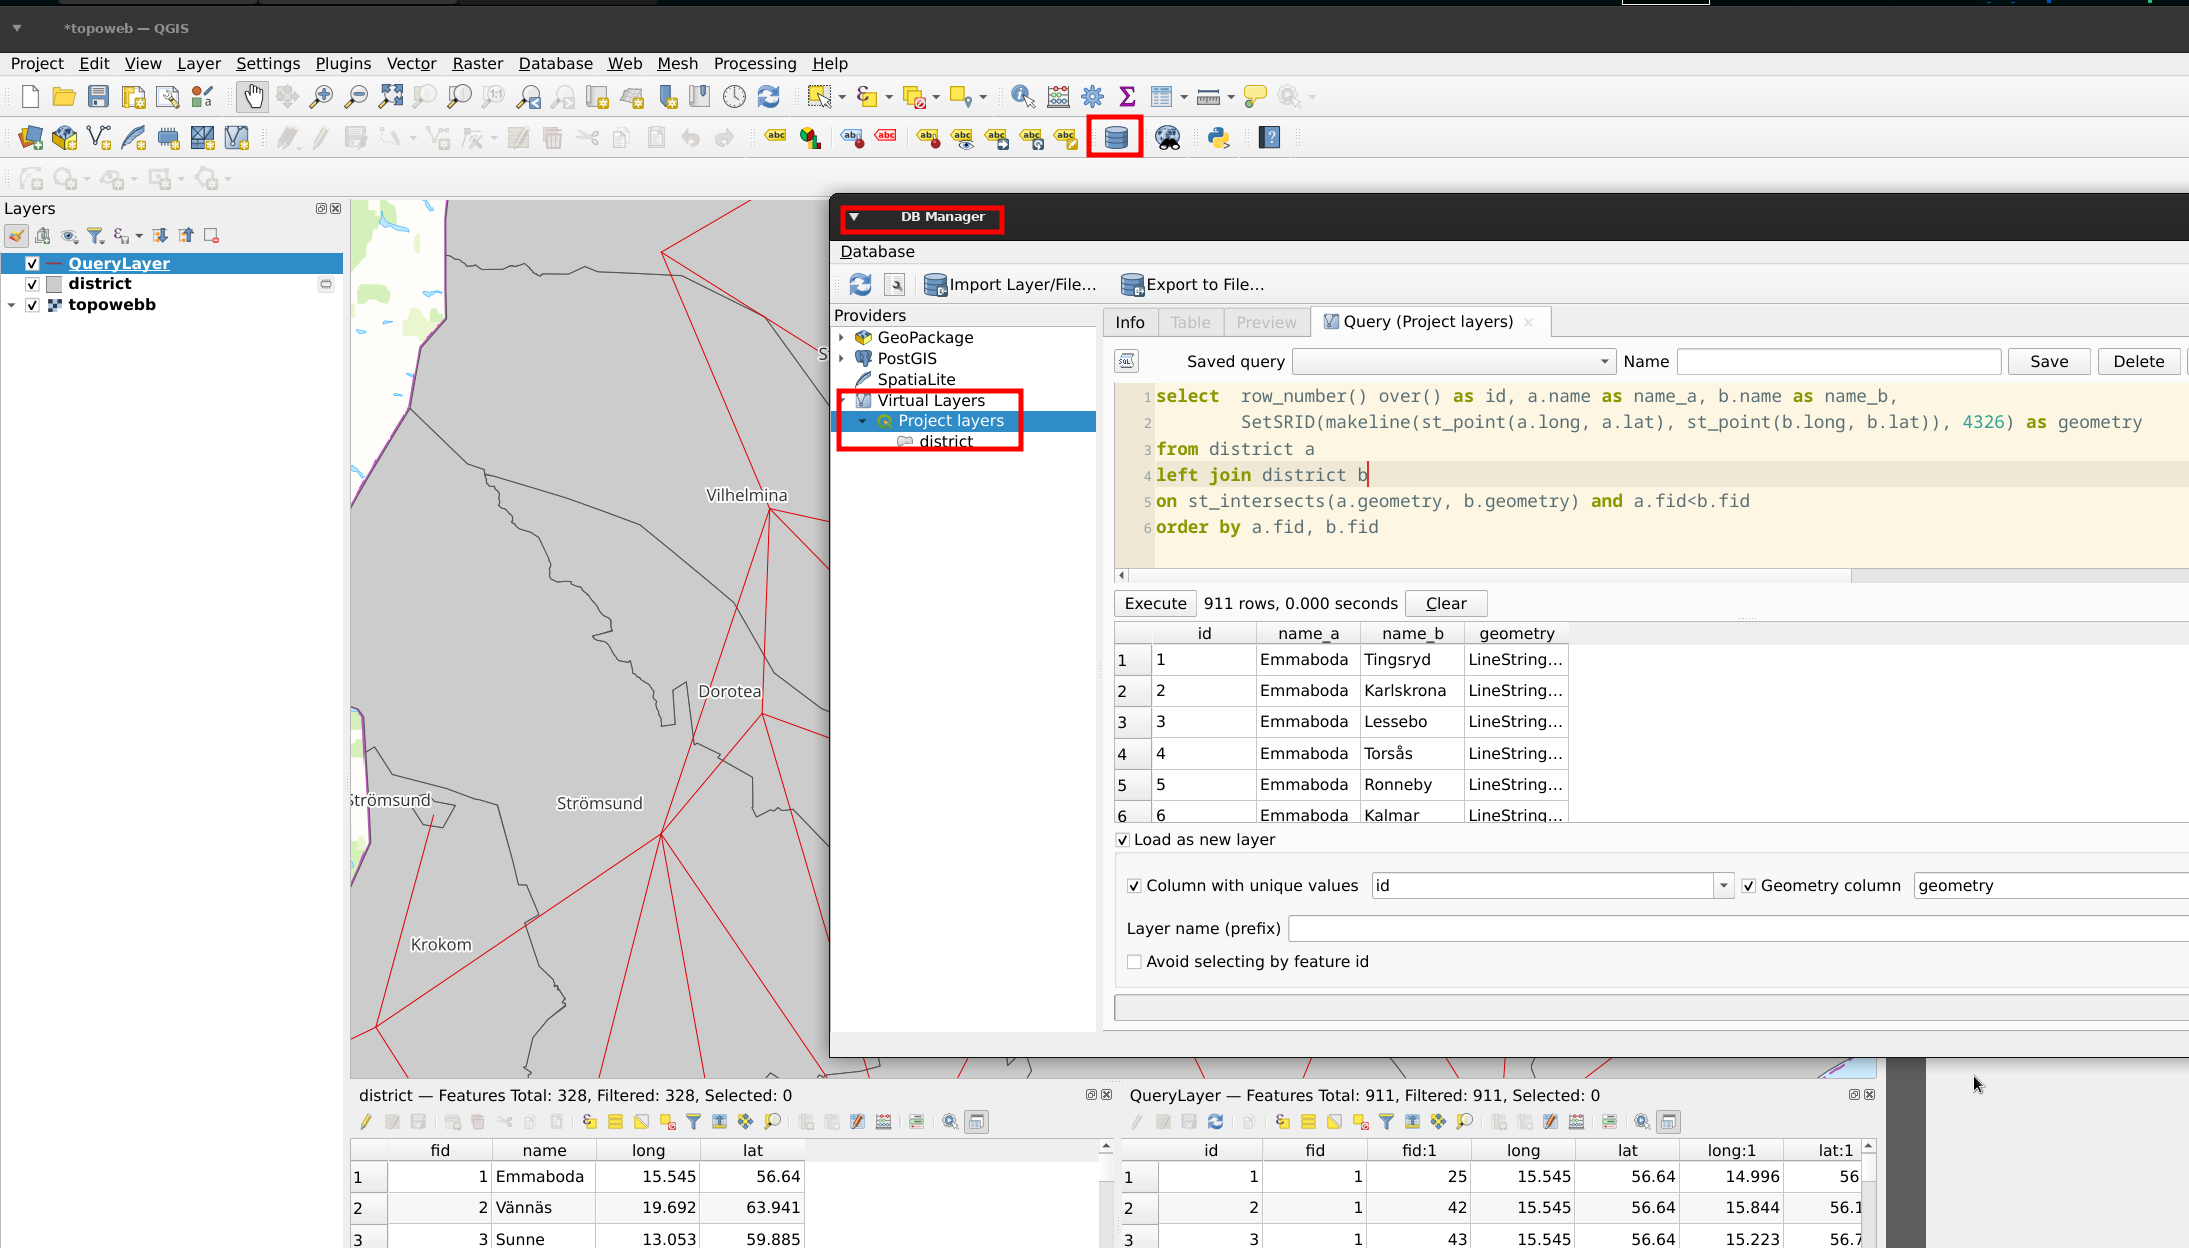 *topoweb — QGIS
Project Edit View Layer Settings Plugins Vector Raster Database Web Mesh Processing Help
Layers
QueryLayer
district
topowebb
Vilhelmina
Dorotea
Strömsund
Strömsund
Krokom
DB Manager
Database
Import Layer/File... Export to File...
Providers
GeoPackage
PostGIS
SpatiaLite
Virtual Layers
Project layers
district
Info Table Preview Query (Project layers)
Saved query Name Save Delete
1 select row_number() over() as id, a.name as name_a, b.name as name_b,
2 SetSRID(makeline(st_point(a.long, a.lat), st_point(b.long, b.lat)), 4326) as geometry
3 from district a
4 left join district b
5 on st_intersects(a.geometry, b.geometry) and a.fid<b.fid
6 order by a.fid, b.fid
Execute 911 rows, 0.000 seconds Clear
id name_a name_b geometry
1 1 Emmaboda Tingsryd LineString...
2 2 Emmaboda Karlskrona LineString...
3 3 Emmaboda Lessebo LineString...
4 4 Emmaboda Torsås LineString...
5 5 Emmaboda Ronneby LineString...
6 6 Emmaboda Kalmar LineString...
Load as new layer
Column with unique values id Geometry column geometry
Layer name (prefix)
Avoid selecting by feature id
district — Features Total: 328, Filtered: 328, Selected: 0
fid name long lat
1 1 Emmaboda 15.545 56.64
2 2 Vännäs 19.692 63.941
3 3 Sunne 13.053 59.885
QueryLayer — Features Total: 911, Filtered: 911, Selected: 0
id fid fid:1 long lat long:1 lat:1
1 1 1 25 15.545 56.64 14.996 56
2 2 1 42 15.545 56.64 15.844 56.1
3 3 1 43 15.545 56.64 15.223 56.7